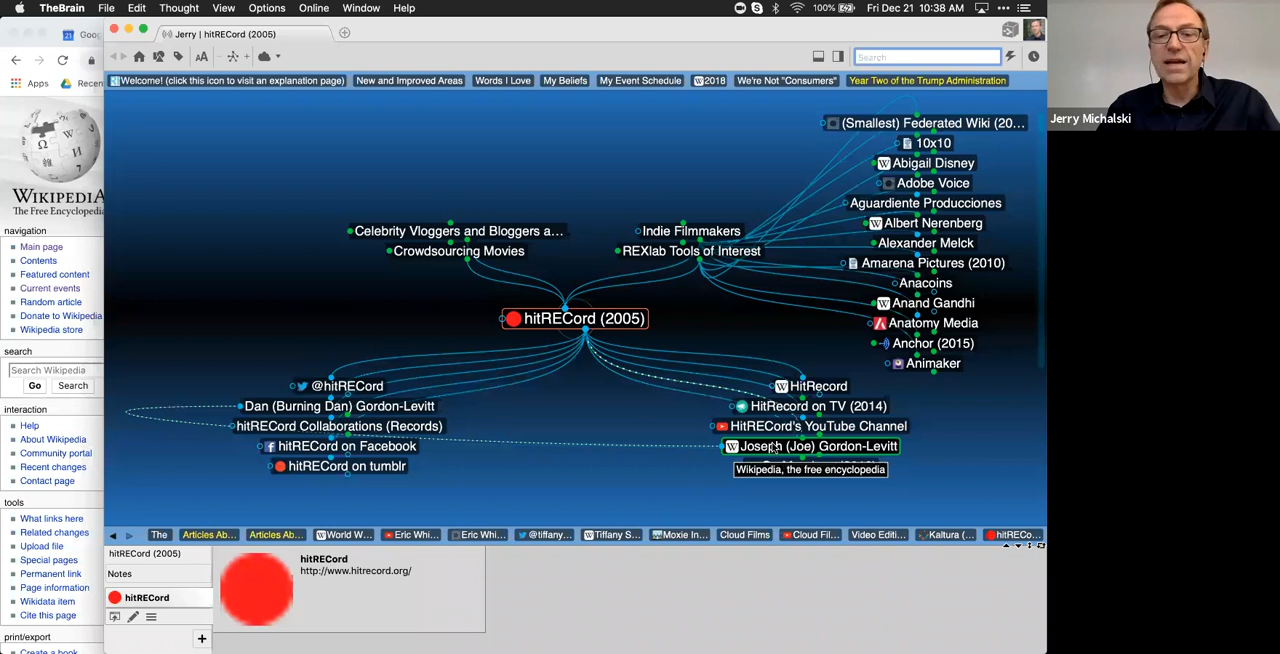 TheBrain File Edit Thought View Options Online Window Help 100% Fri Dec 21 10:38 AM
Jerry | hitRECord (2005)
31 Goo
Search
Apps Recen
Welcome! (click this icon to visit an explanation page) New and Improved Areas Words I Love My Beliefs My Event Schedule 2018 We're Not "Consumers" Year Two of the Trump Administration
Jerry Michalski
WIKIPEDIA
The Free Encyclopedia
navigation
Main page
Contents
Featured content
Current events
Random article
Donate to Wikipedia
Wikipedia store
search
Search Wikipedia
Go Search
interaction
Help
About Wikipedia
Community portal
Recent changes
Contact page
tools
What links here
Related changes
Upload file
Special pages
Permanent link
Page information
Wikidata item
Cite this page
print/export
Create a book
Celebrity Vloggers and Bloggers a...
Crowdsourcing Movies
Indie Filmmakers
REXlab Tools of Interest
(Smallest) Federated Wiki (20...
10x10
Abigail Disney
Adobe Voice
Aguardiente Producciones
Albert Nerenberg
Alexander Melck
Amarena Pictures (2010)
Anacoins
Anand Gandhi
Anatomy Media
Anchor (2015)
Animaker
hitRECord (2005)
@hitRECord
Dan (Burning Dan) Gordon-Levitt
hitRECord Collaborations (Records)
hitRECord on Facebook
hitRECord on tumblr
HitRecord
HitRecord on TV (2014)
HitRECord's YouTube Channel
Joseph (Joe) Gordon-Levitt
Wikipedia, the free encyclopedia
The Articles Ab... Articles Ab... World W... Eric Whi... Eric Whi... @tiffany... Tiffany S... Moxie In... Cloud Films Cloud Fil... Video Editi... Kaltura (... hitRECo...
hitRECord (2005)
Notes
hitRECord
hitRECord
http://www.hitrecord.org/